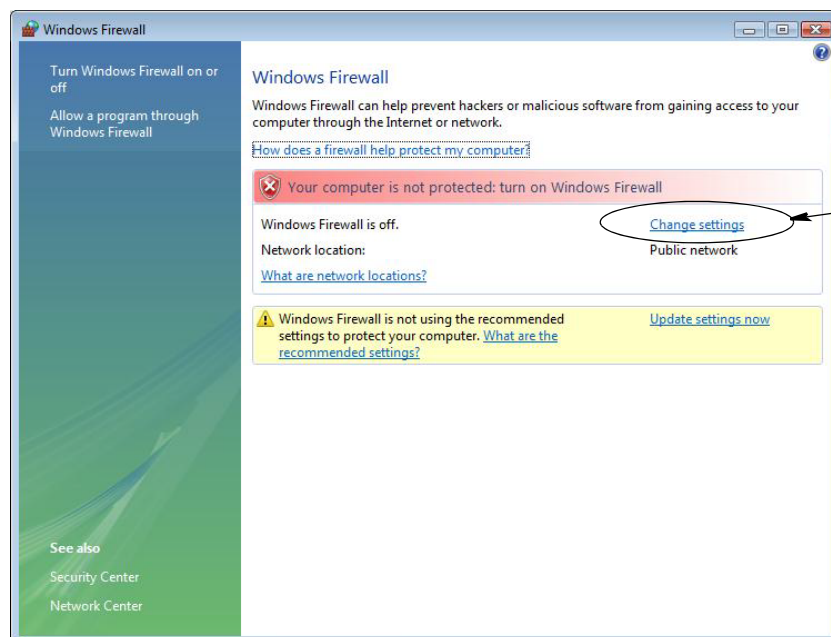 Windows Firewall
Turn Windows Firewall on or
off
Allow a program through
Windows Firewall
See also
Security Center
Network Center
Windows Firewall
Windows Firewall can help prevent hackers or malicious software from gaining access to your
computer through the Internet or network.
How does a firewall help protect my computer?
Your computer is not protected: turn on Windows Firewall
Windows Firewall is off. Change settings
Network location: Public network
What are network locations?
Windows Firewall is not using the recommended Update settings now
settings to protect your computer. What are the
recommended settings?